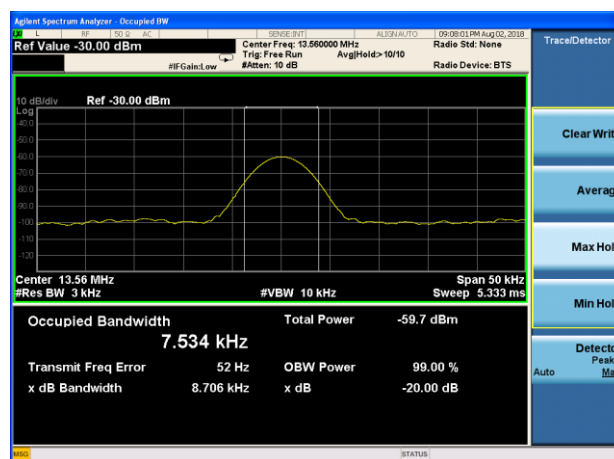 Agilent Spectrum Analyzer - Occupied BW
L RF 50 Ω AC SENSE:INT ALIGN AUTO 09:08:01 PM Aug 02, 2018
Ref Value -30.00 dBm
Center Freq: 13.560000 MHz
Radio Std: None
Trig: Free Run Avg|Hold:>10/10
#IFGain:Low #Atten: 10 dB Radio Device: BTS
Trace/Detector
10 dB/div Ref -30.00 dBm
Log
-40.0
-50.0
-60.0
-70.0
-80.0
-90.0
-100
-110
-120
Center 13.56 MHz Span 50 kHz
#Res BW 3 kHz #VBW 10 kHz Sweep 5.333 ms
Occupied Bandwidth Total Power -59.7 dBm
7.534 kHz
Transmit Freq Error 52 Hz OBW Power 99.00 %
x dB Bandwidth 8.706 kHz x dB -20.00 dB
Clear Writ
Averag
Max Hol
Min Hol
Detecto
Peak
Auto Ma
MSG STATUS